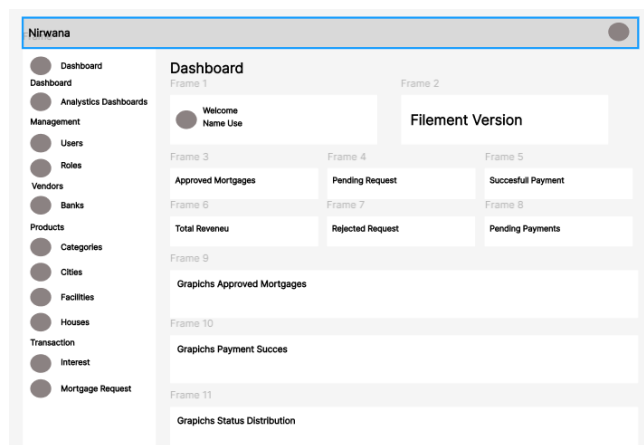 Nirwana
Dashboard
Dashboard
Analystics Dashboards
Management
Users
Roles
Vendors
Banks
Products
Categories
Cities
Facilities
Houses
Transaction
Interest
Mortgage Request
Dashboard
Frame 1
Frame 2
Welcome
Name Use
Filement Version
Frame 3
Frame 4
Frame 5
Approved Mortgages
Pending Request
Succesfull Payment
Frame 6
Frame 7
Frame 8
Total Reveneu
Rejected Request
Pending Payments
Frame 9
Grapichs Approved Mortgages
Frame 10
Grapichs Payment Succes
Frame 11
Grapichs Status Distribution